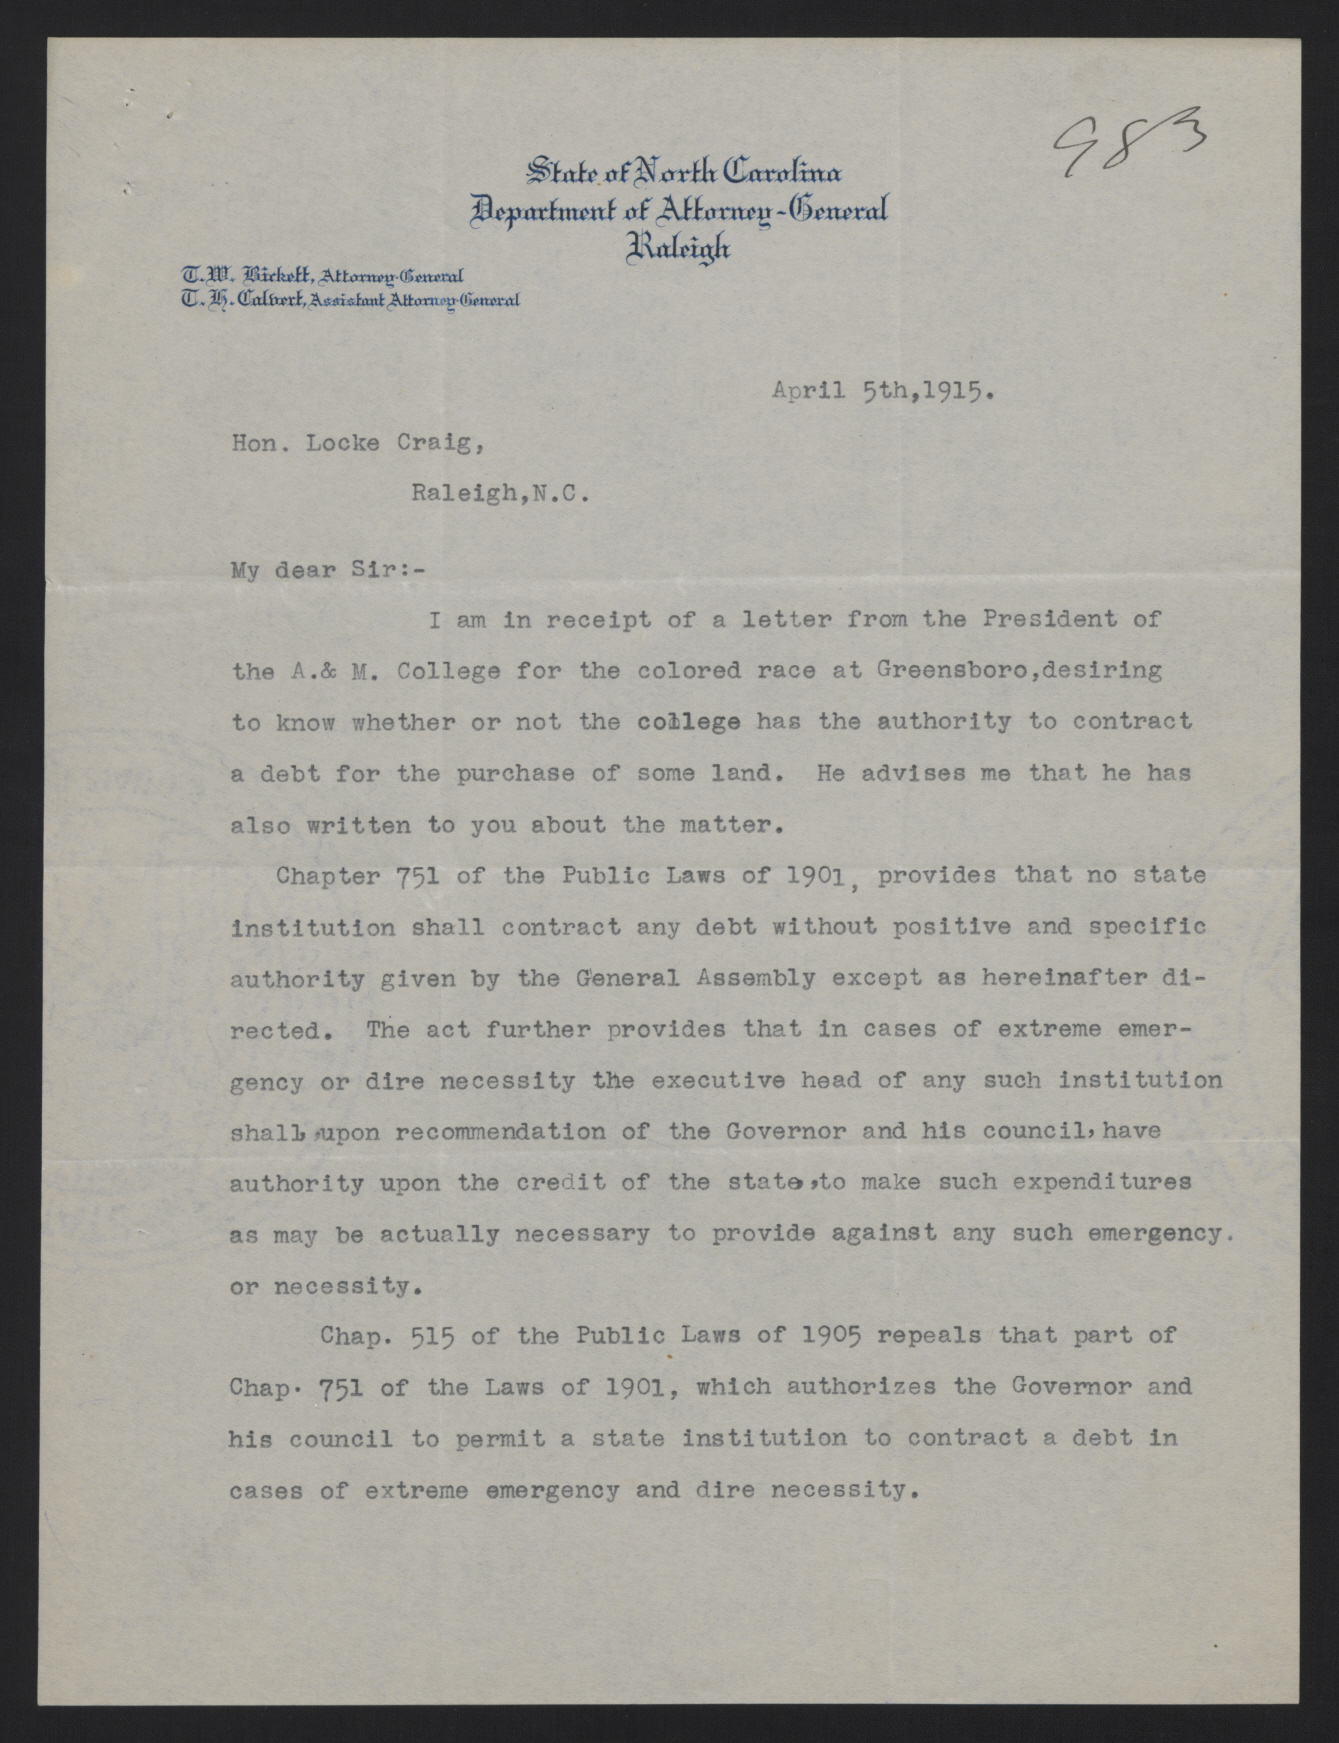 983
State of North Carolina
Department of Attorney-General
Raleigh
T. W. Bickett, Attorney-General
T. H. Calvert, Assistant Attorney-General
April 5th,1915.
Hon. Locke Craig,
Raleigh,N.C.
My dear Sir:-
I am in receipt of a letter from the President of
the A.& M. College for the colored race at Greensboro,desiring
to know whether or not the college has the authority to contract
a debt for the purchase of some land. He advises me that he has
also written to you about the matter.
Chapter 751 of the Public Laws of 1901, provides that no state
institution shall contract any debt without positive and specific
authority given by the General Assembly except as hereinafter di-
rected. The act further provides that in cases of extreme emer-
gency or dire necessity the executive head of any such institution
shall, upon recommendation of the Governor and his council, have
authority upon the credit of the state, to make such expenditures
as may be actually necessary to provide against any such emergency.
or necessity.
Chap. 515 of the Public Laws of 1905 repeals that part of
Chap. 751 of the Laws of 1901, which authorizes the Governor and
his council to permit a state institution to contract a debt in
cases of extreme emergency and dire necessity.